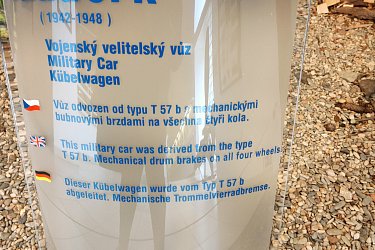 (1942-1948)
Vojenský velitelský vůz
Military Car
Kübelwagen
Vůz odvozen od typu T 57 b s mechanickými
bubnovými brzdami na všechna čtyři kola.
This military car was derived from the type
T 57 b. Mechanical drum brakes on all four wheels.
Dieser Kübelwagen wurde vom Typ T 57 b
abgeleitet. Mechanische Trommelvierradbremse.